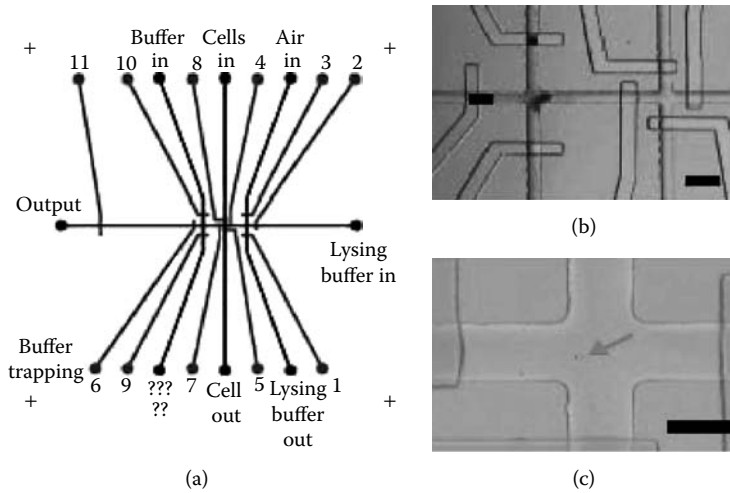 Buffer in
Cells in
Air in
11
10
8
4
3
2
Output
Lysing buffer in
Buffer trapping
6
9
???
??
7
Cell out
5
Lysing buffer out
1
(a)
(b)
(c)
+
+
+
+